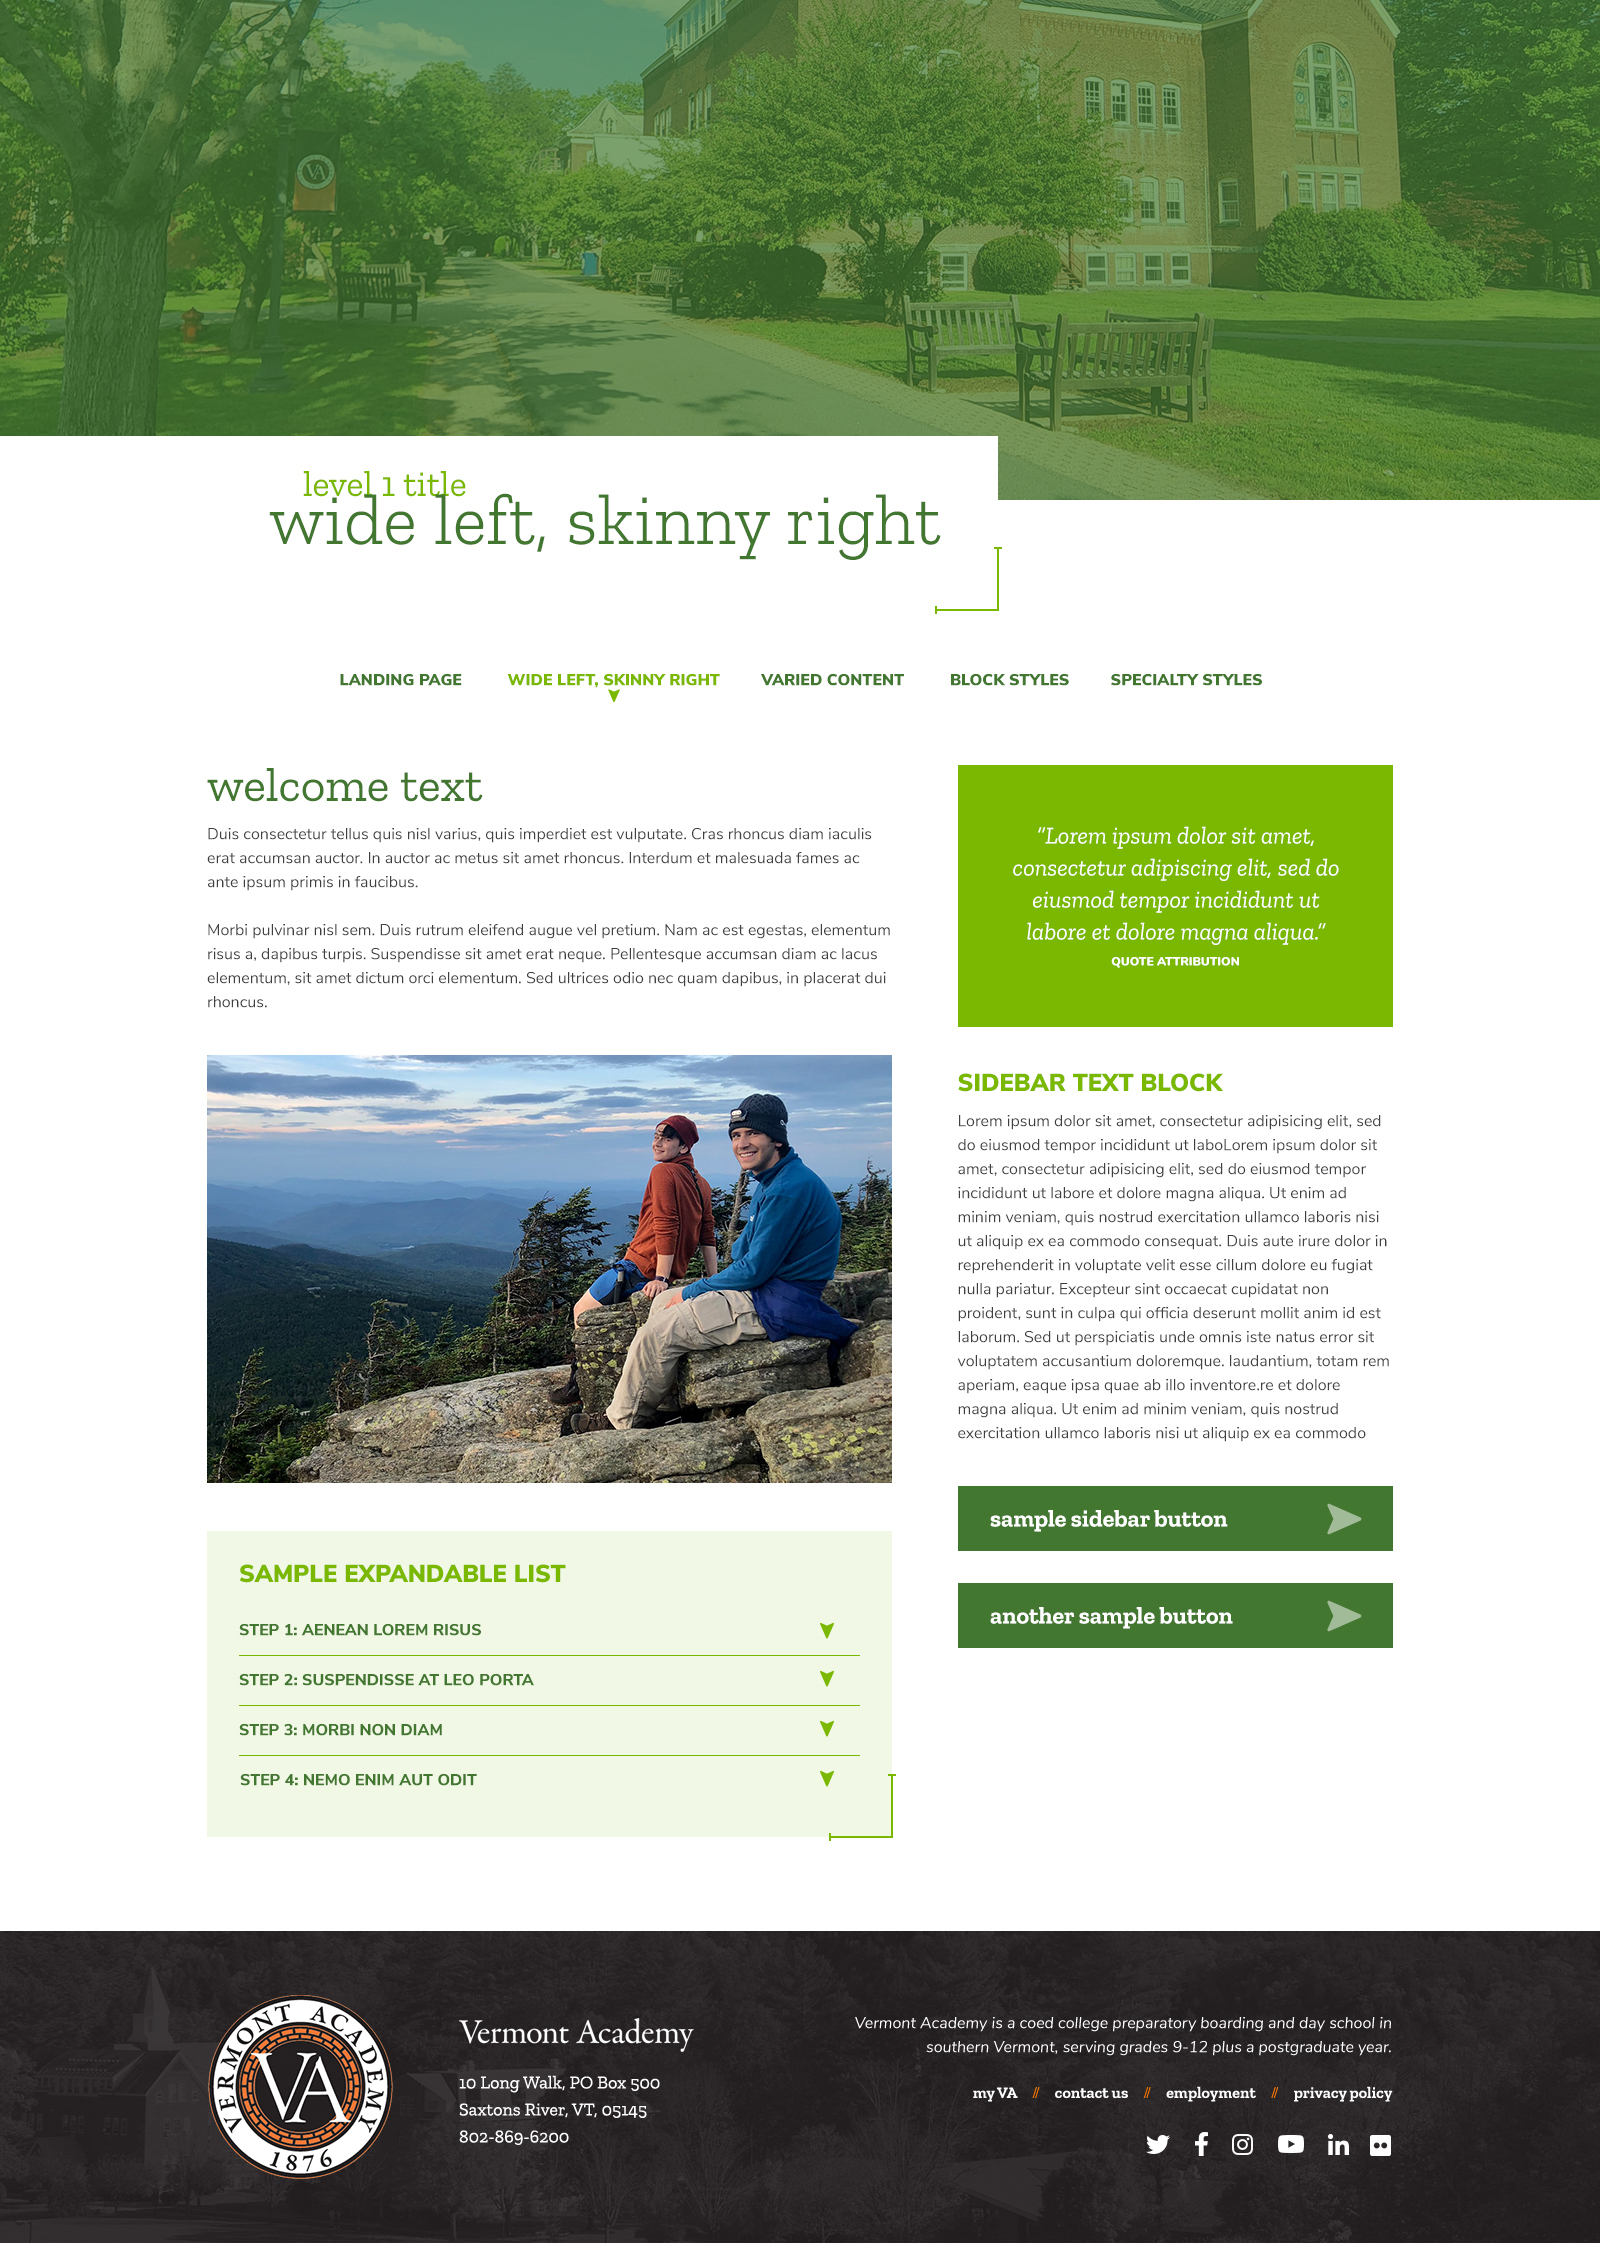 VA
level 1 title
wide left, skinny right
LANDING PAGE
WIDE LEFT, SKINNY RIGHT
VARIED CONTENT
BLOCK STYLES
SPECIALTY STYLES
welcome text
Duis consectetur tellus quis nisl varius, quis imperdiet est vulputate. Cras rhoncus diam iaculis
erat accumsan auctor. In auctor ac metus sit amet rhoncus. Interdum et malesuada fames ac
ante ipsum primis in faucibus.
Morbi pulvinar nisl sem. Duis rutrum eleifend augue vel pretium. Nam ac est egestas, elementum
risus a, dapibus turpis. Suspendisse sit amet erat neque. Pellentesque accumsan diam ac lacus
elementum, sit amet dictum orci elementum. Sed ultrices odio nec quam dapibus, in placerat dui
rhoncus.
SAMPLE EXPANDABLE LIST
STEP 1: AENEAN LOREM RISUS
STEP 2: SUSPENDISSE AT LEO PORTA
STEP 3: MORBI NON DIAM
STEP 4: NEMO ENIM AUT ODIT
“Lorem ipsum dolor sit amet,
consectetur adipiscing elit, sed do
eiusmod tempor incididunt ut
labore et dolore magna aliqua.”
QUOTE ATTRIBUTION
SIDEBAR TEXT BLOCK
Lorem ipsum dolor sit amet, consectetur adipisicing elit, sed
do eiusmod tempor incididunt ut laboLorem ipsum dolor sit
amet, consectetur adipisicing elit, sed do eiusmod tempor
incididunt ut labore et dolore magna aliqua. Ut enim ad
minim veniam, quis nostrud exercitation ullamco laboris nisi
ut aliquip ex ea commodo consequat. Duis aute irure dolor in
reprehenderit in voluptate velit esse cillum dolore eu fugiat
nulla pariatur. Excepteur sint occaecat cupidatat non
proident, sunt in culpa qui officia deserunt mollit anim id est
laborum. Sed ut perspiciatis unde omnis iste natus error sit
voluptatem accusantium doloremque. laudantium, totam rem
aperiam, eaque ipsa quae ab illo inventore.re et dolore
magna aliqua. Ut enim ad minim veniam, quis nostrud
exercitation ullamco laboris nisi ut aliquip ex ea commodo
sample sidebar button
another sample button
VERMONT ACADEMY
VA
1876
Vermont Academy
10 Long Walk, PO Box 500
Saxtons River, VT, 05145
802-869-6200
Vermont Academy is a coed college preparatory boarding and day school in
southern Vermont, serving grades 9-12 plus a postgraduate year.
my VA // contact us // employment // privacy policy